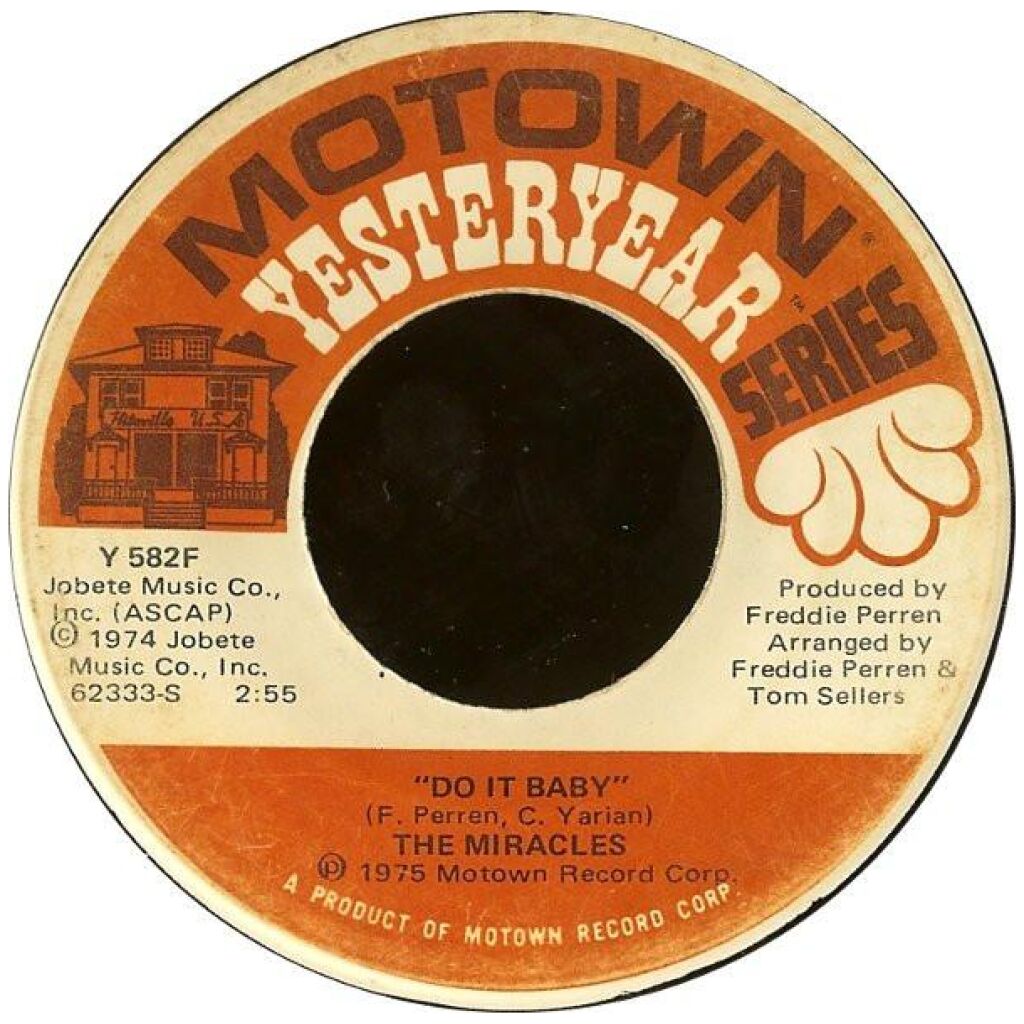 MOTOWN®
YESTERYEAR™
SERIES
Hitsville U.S.A.
Y 582F
Jobete Music Co.,
Inc. (ASCAP)
© 1974 Jobete
Music Co., Inc.
62333-S 2:55
Produced by
Freddie Perren
Arranged by
Freddie Perren &
Tom Sellers
"DO IT BABY"
(F. Perren, C. Yarian)
THE MIRACLES
℗ 1975 Motown Record Corp.
A PRODUCT OF MOTOWN RECORD CORP.